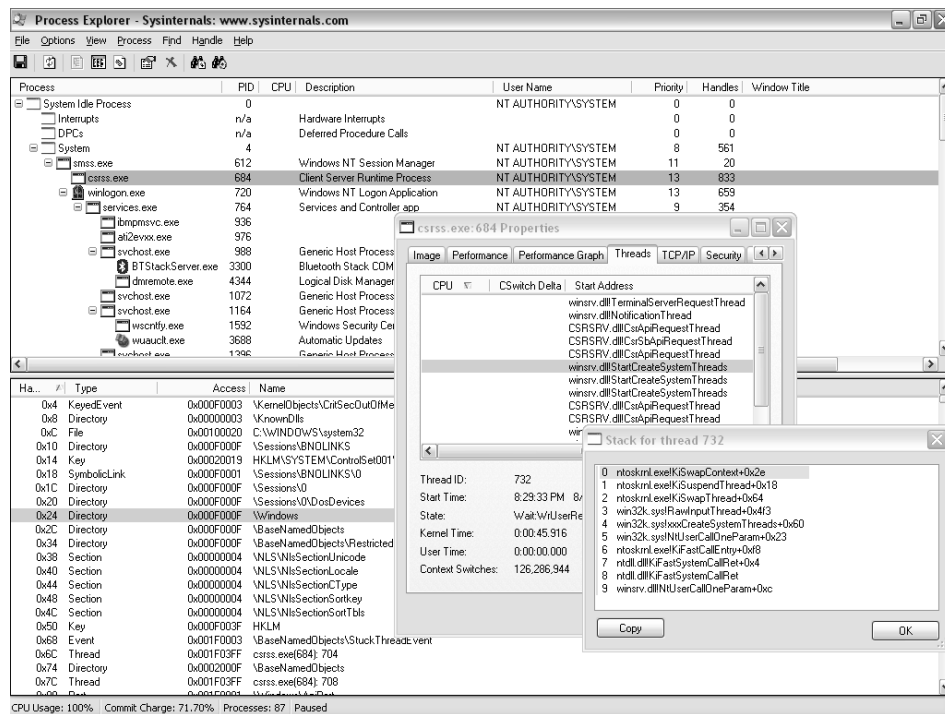 Process Explorer - Sysinternals: www.sysinternals.com
File Options View Process Find Handle Help
Process PID CPU Description User Name Priority Handles Window Title
System Idle Process 0 NT AUTHORITY\SYSTEM 0 0
Interrupts n/a Hardware Interrupts 0 0
DPCs n/a Deferred Procedure Calls 0 0
System 4 NT AUTHORITY\SYSTEM 8 561
smss.exe 612 Windows NT Session Manager NT AUTHORITY\SYSTEM 11 20
csrss.exe 684 Client Server Runtime Process NT AUTHORITY\SYSTEM 13 833
winlogon.exe 720 Windows NT Logon Application NT AUTHORITY\SYSTEM 13 659
services.exe 764 Services and Controller app NT AUTHORITY\SYSTEM 9 354
ibmpmsvc.exe 936
ati2evxx.exe 976
svchost.exe 988 Generic Host Process
BTStackServer.exe 3300 Bluetooth Stack COM
dmremote.exe 4344 Logical Disk Manager
svchost.exe 1072 Generic Host Process
svchost.exe 1164 Generic Host Process
wscntfy.exe 1592 Windows Security Cer
wuauclt.exe 3688 Automatic Updates
svchost.exe 1396 Generic Host Process
csrss.exe:684 Properties
Image Performance Performance Graph Threads TCP/IP Security
CPU CSwitch Delta Start Address
winsrv.dll!TerminalServerRequestThread
winsrv.dll!NotificationThread
CSRSRV.dll!CsrApiRequestThread
CSRSRV.dll!CsrSbApiRequestThread
CSRSRV.dll!CsrApiRequestThread
winsrv.dll!StartCreateSystemThreads
winsrv.dll!StartCreateSystemThreads
winsrv.dll!StartCreateSystemThreads
CSRSRV.dll!CsrApiRequestThread
CSRSRV.dll!CsrApiRequestThread
Thread ID: 732
Start Time: 8:29:33 PM 8/
State: Wait:WrUserRe
Kernel Time: 0:00:45.916
User Time: 0:00:00.000
Context Switches: 126,286,944
Stack for thread 732
0 ntoskrnl.exe!KiSwapContext+0x2e
1 ntoskrnl.exe!KiSuspendThread+0x18
2 ntoskrnl.exe!KiSwapThread+0x64
3 win32k.sys!RawInputThread+0x4f3
4 win32k.sys!xxxCreateSystemThreads+0x60
5 win32k.sys!NtUserCallOneParam+0x23
6 ntoskrnl.exe!KiFastCallEntry+0xf8
7 ntdll.dll!KiFastSystemCallRet+0x4
8 ntdll.dll!KiFastSystemCallRet
9 winsrv.dll!NtUserCallOneParam+0xc
Copy OK
Ha... Type Access Name
0x4 KeyedEvent 0x000F0003 \KernelObjects\CritSecOutOfMe
0x8 Directory 0x00000003 \KnownDlls
0xC File 0x00100020 C:\WINDOWS\system32
0x10 Directory 0x000F000F \Sessions\BNOLINKS
0x14 Key 0x00020019 HKLM\SYSTEM\ControlSet001\
0x18 SymbolicLink 0x000F0001 \Sessions\BNOLINKS\0
0x1C Directory 0x000F000F \Sessions\0
0x20 Directory 0x000F000F \Sessions\0\DosDevices
0x24 Directory 0x000F000F \Windows
0x2C Directory 0x000F000F \BaseNamedObjects
0x34 Directory 0x000F000F \BaseNamedObjects\Restricted
0x38 Section 0x00000004 \NLS\NlsSectionUnicode
0x40 Section 0x00000004 \NLS\NlsSectionLocale
0x44 Section 0x00000004 \NLS\NlsSectionCType
0x48 Section 0x00000004 \NLS\NlsSectionSortkey
0x4C Section 0x00000004 \NLS\NlsSectionSortTbls
0x50 Key 0x000F003F HKLM
0x68 Event 0x001F0003 \BaseNamedObjects\StuckThreadEvent
0x6C Thread 0x001F03FF csrss.exe(684): 704
0x74 Directory 0x0002000F \BaseNamedObjects
0x7C Thread 0x001F03FF csrss.exe(684): 708
CPU Usage: 100% Commit Charge: 71.70% Processes: 87 Paused